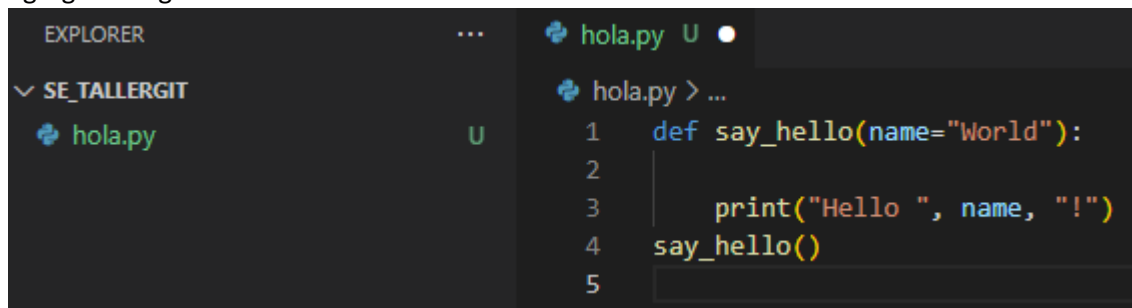 EXPLORER ...
SE_TALLERGIT
hola.py U
hola.py U
hola.py > ...
1 def say_hello(name="World"):
2
3 print("Hello ", name, "!")
4 say_hello()
5